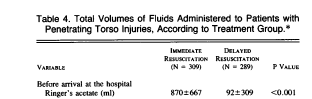 Table 4. Total Volumes of Fluids Administered to Patients with
Penetrating Torso Injuries, According to Treatment Group.*
VARIABLE IMMEDIATE RESUSCITATION (N = 309) DELAYED RESUSCITATION (N = 289) P VALUE
Before arrival at the hospital
Ringer's acetate (ml) 870±667 92±309 <0.001